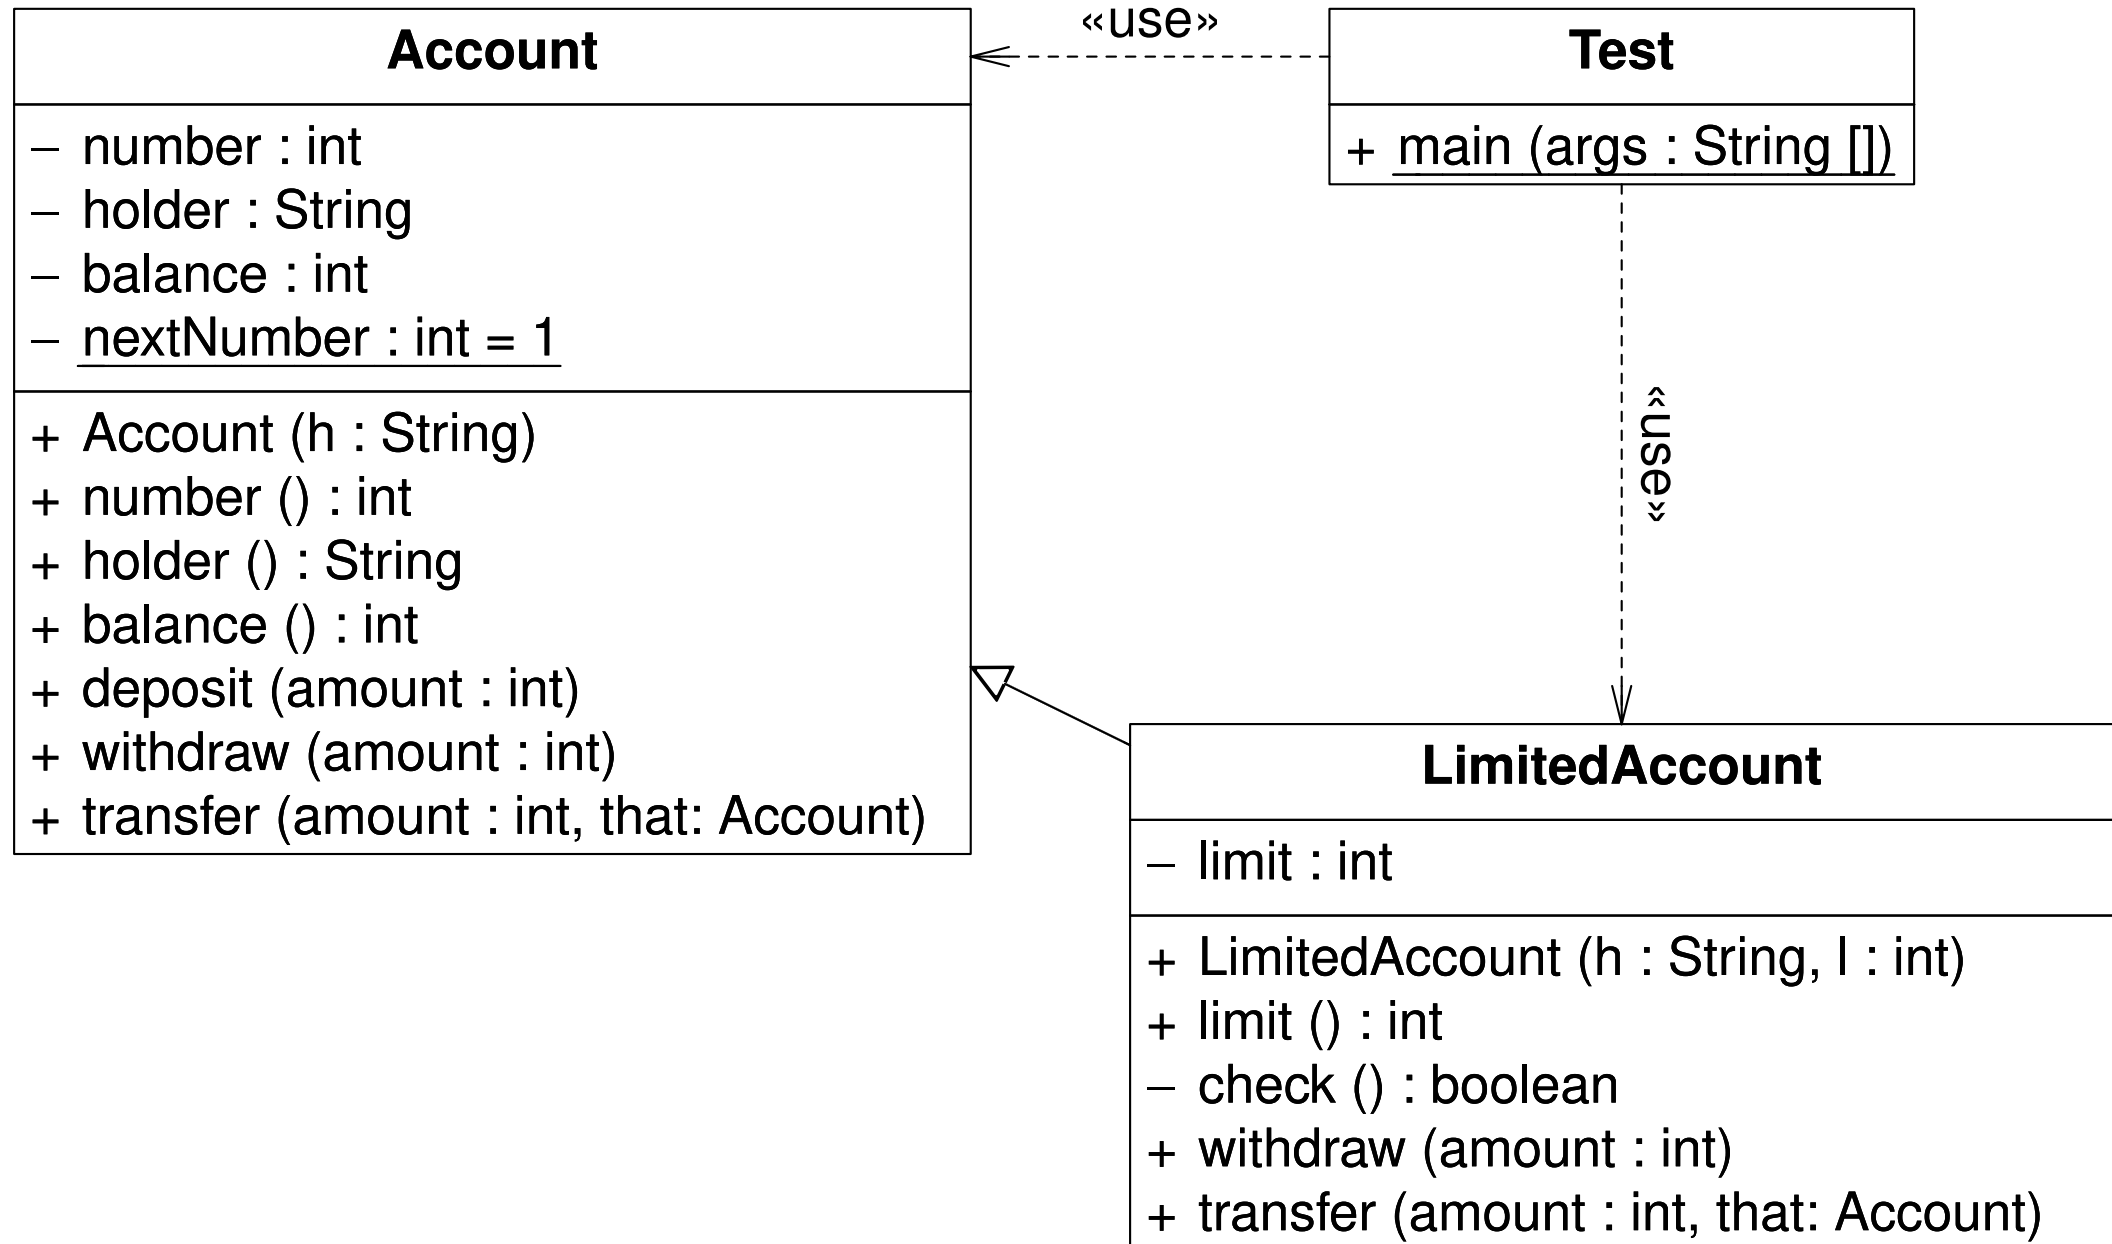 Account
– number : int
– holder : String
– balance : int
– nextNumber : int = 1
+ Account (h : String)
+ number () : int
+ holder () : String
+ balance () : int
+ deposit (amount : int)
+ withdraw (amount : int)
+ transfer (amount : int, that: Account)
«use»
Test
+ main (args : String [])
«use»
LimitedAccount
– limit : int
+ LimitedAccount (h : String, l : int)
+ limit () : int
– check () : boolean
+ withdraw (amount : int)
+ transfer (amount : int, that: Account)